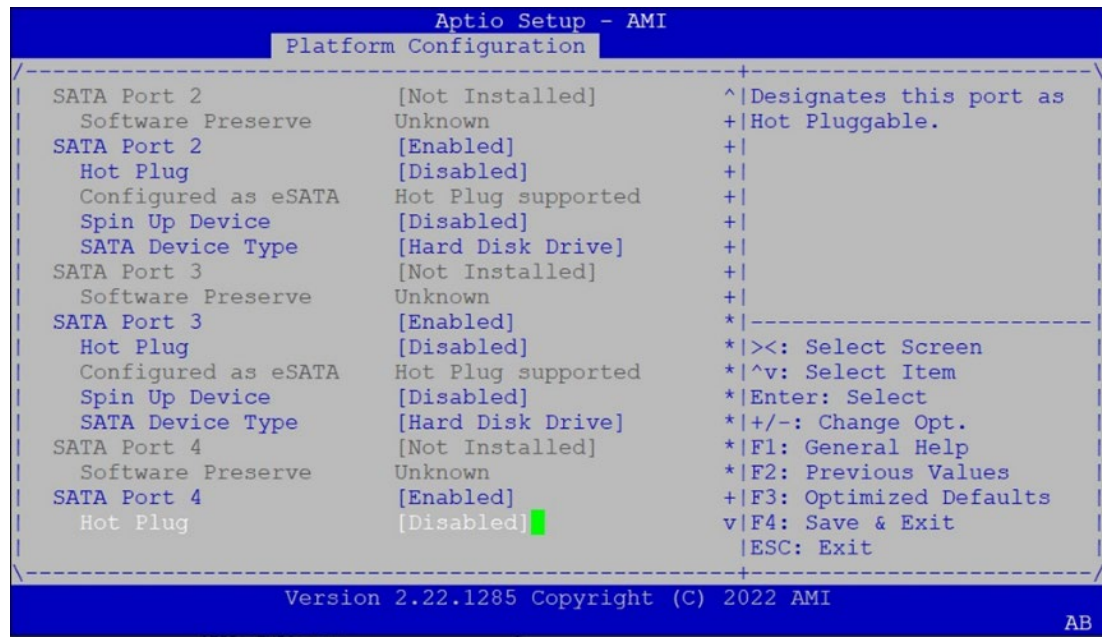 Aptio Setup - AMI
Platform Configuration
/----------------------------------------------------+-------------------------\
| SATA Port 2 [Not Installed] ^|Designates this port as |
| Software Preserve Unknown +|Hot Pluggable. |
| SATA Port 2 [Enabled] +| |
| Hot Plug [Disabled] +| |
| Configured as eSATA Hot Plug supported +| |
| Spin Up Device [Disabled] +| |
| SATA Device Type [Hard Disk Drive] +| |
| SATA Port 3 [Not Installed] +| |
| Software Preserve Unknown +| |
| SATA Port 3 [Enabled] *|-------------------------|
| Hot Plug [Disabled] *|><: Select Screen |
| Configured as eSATA Hot Plug supported *|^v: Select Item |
| Spin Up Device [Disabled] *|Enter: Select |
| SATA Device Type [Hard Disk Drive] *|+/-: Change Opt. |
| SATA Port 4 [Not Installed] *|F1: General Help |
| Software Preserve Unknown *|F2: Previous Values |
| SATA Port 4 [Enabled] +|F3: Optimized Defaults |
| Hot Plug [Disabled] v|F4: Save & Exit |
| |ESC: Exit |
\----------------------------------------------------+-------------------------/
Version 2.22.1285 Copyright (C) 2022 AMI
AB